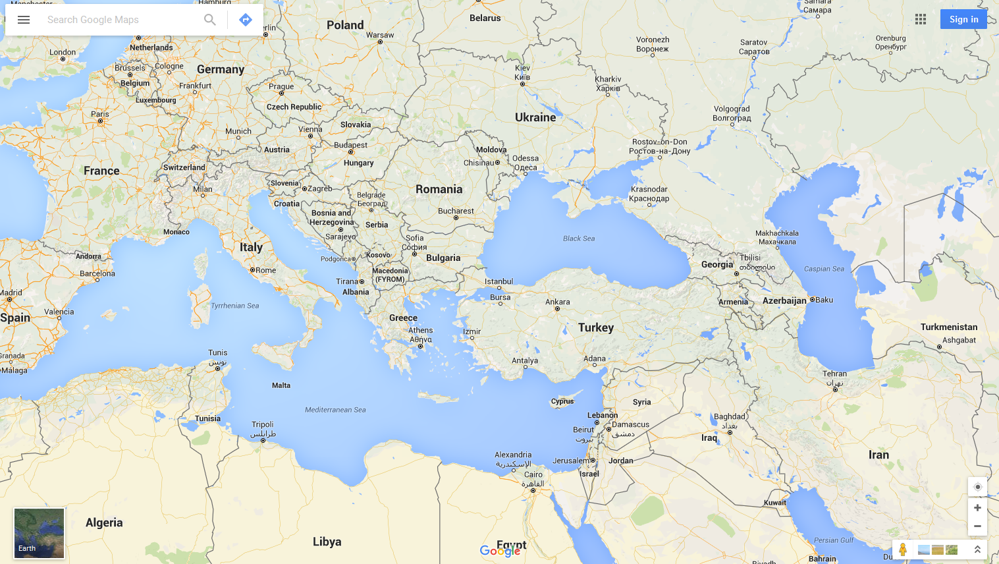 Manchester
Hamburg
Samara
Самара
Search Google Maps
Sign in
Berlin
Poland
Belarus
Warsaw
Netherlands
London
Voronezh
Воронеж
Saratov
Саратов
Orenburg
Оренбург
Brussels
Cologne
Germany
Kiev
Київ
Belgium
Frankfurt
Prague
Kharkiv
Харків
Luxembourg
Czech Republic
Paris
Ukraine
Volgograd
Волгоград
Slovakia
Munich
Vienna
Budapest
Rostov-on-Don
Ростов-на-Дону
Austria
Moldova
Chisinau
Odessa
Одеса
Hungary
France
Switzerland
Slovenia
Zagreb
Milan
Romania
Krasnodar
Краснодар
Croatia
Belgrade
Београд
Bosnia and
Herzegovina
Bucharest
Serbia
Monaco
Sarajevo
Sofia
София
Black Sea
Makhachkala
Махачкала
Italy
Andorra
Podgorica
Kosovo
Bulgaria
Tbilisi
თბილისი
Georgia
Caspian Sea
Barcelona
Rome
Macedonia
(FYROM)
Tirana
Albania
Istanbul
Madrid
Bursa
Ankara
Armenia
Azerbaijan
Baku
Tyrrhenian Sea
Valencia
Spain
Greece
Turkey
Turkmenistan
Athens
Αθήνα
Izmir
Ashgabat
Granada
Tunis
تونس
Málaga
Antalya
Adana
Tehran
تهران
Malta
Cyprus
Syria
Mediterranean Sea
Tunisia
Lebanon
Baghdad
بغداد
Tripoli
طرابلس
Beirut
بيروت
Damascus
دمشق
Iraq
Alexandria
الإسكندرية
Jerusalem
Jordan
Iran
Israel
Cairo
القاهرة
Kuwait
Algeria
Libya
Egypt
Google
Persian Gulf
Earth
Bahrain
Al Madinah
Riyadh